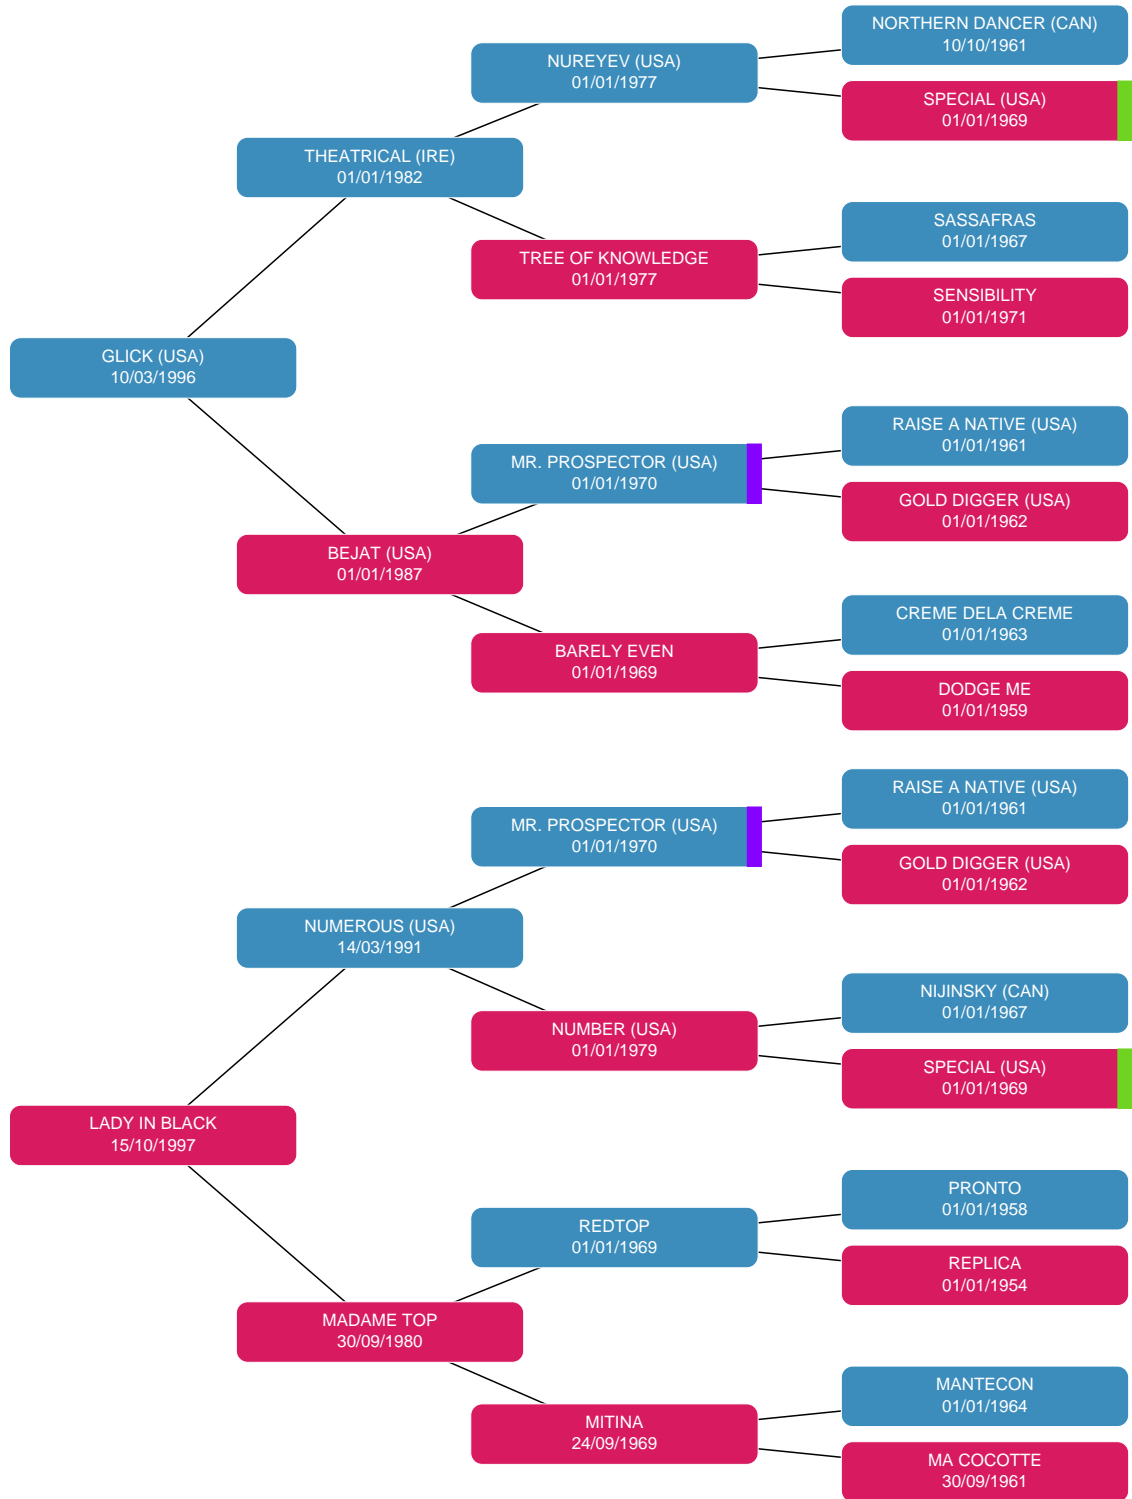 NORTHERN DANCER (CAN)
10/10/1961
NUREYEV (USA)
01/01/1977
SPECIAL (USA)
01/01/1969
THEATRICAL (IRE)
01/01/1982
SASSAFRAS
01/01/1967
TREE OF KNOWLEDGE
01/01/1977
SENSIBILITY
01/01/1971
GLICK (USA)
10/03/1996
RAISE A NATIVE (USA)
01/01/1961
MR. PROSPECTOR (USA)
01/01/1970
GOLD DIGGER (USA)
01/01/1962
BEJAT (USA)
01/01/1987
CREME DELA CREME
01/01/1963
BARELY EVEN
01/01/1969
DODGE ME
01/01/1959
RAISE A NATIVE (USA)
01/01/1961
MR. PROSPECTOR (USA)
01/01/1970
GOLD DIGGER (USA)
01/01/1962
NUMEROUS (USA)
14/03/1991
NIJINSKY (CAN)
01/01/1967
NUMBER (USA)
01/01/1979
SPECIAL (USA)
01/01/1969
LADY IN BLACK
15/10/1997
PRONTO
01/01/1958
REDTOP
01/01/1969
REPLICA
01/01/1954
MADAME TOP
30/09/1980
MANTECON
01/01/1964
MITINA
24/09/1969
MA COCOTTE
30/09/1961